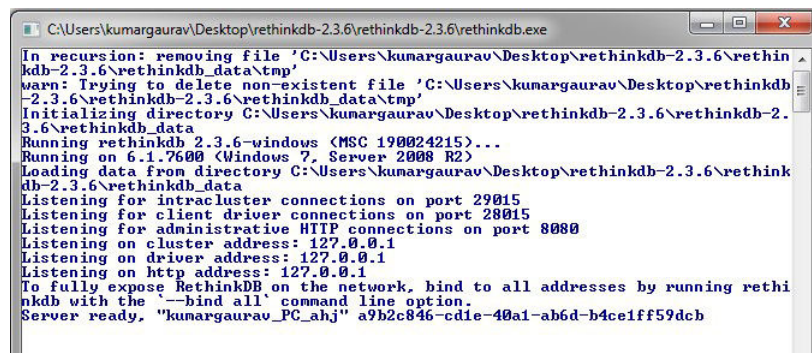 C:\Users\kumargaurav\Desktop\rethinkdb-2.3.6\rethinkdb-2.3.6\rethinkdb.exe
In recursion: removing file 'C:\Users\kumargaurav\Desktop\rethinkdb-2.3.6\rethin
kdb-2.3.6\rethinkdb_data\tmp'
warn: Trying to delete non-existent file 'C:\Users\kumargaurav\Desktop\rethinkdb
-2.3.6\rethinkdb-2.3.6\rethinkdb_data\tmp'
Initializing directory C:\Users\kumargaurav\Desktop\rethinkdb-2.3.6\rethinkdb-2.
3.6\rethinkdb_data
Running rethinkdb 2.3.6-windows (MSC 190024215)...
Running on 6.1.7600 (Windows 7, Server 2008 R2)
Loading data from directory C:\Users\kumargaurav\Desktop\rethinkdb-2.3.6\rethink
db-2.3.6\rethinkdb_data
Listening for intracluster connections on port 29015
Listening for client driver connections on port 28015
Listening for administrative HTTP connections on port 8080
Listening on cluster address: 127.0.0.1
Listening on driver address: 127.0.0.1
Listening on http address: 127.0.0.1
To fully expose RethinkDB on the network, bind to all addresses by running rethi
nkdb with the `--bind all` command line option.
Server ready, "kumargaurav_PC_ahj" a9b2c846-cd1e-40a1-ab6d-b4ce1ff59dcb